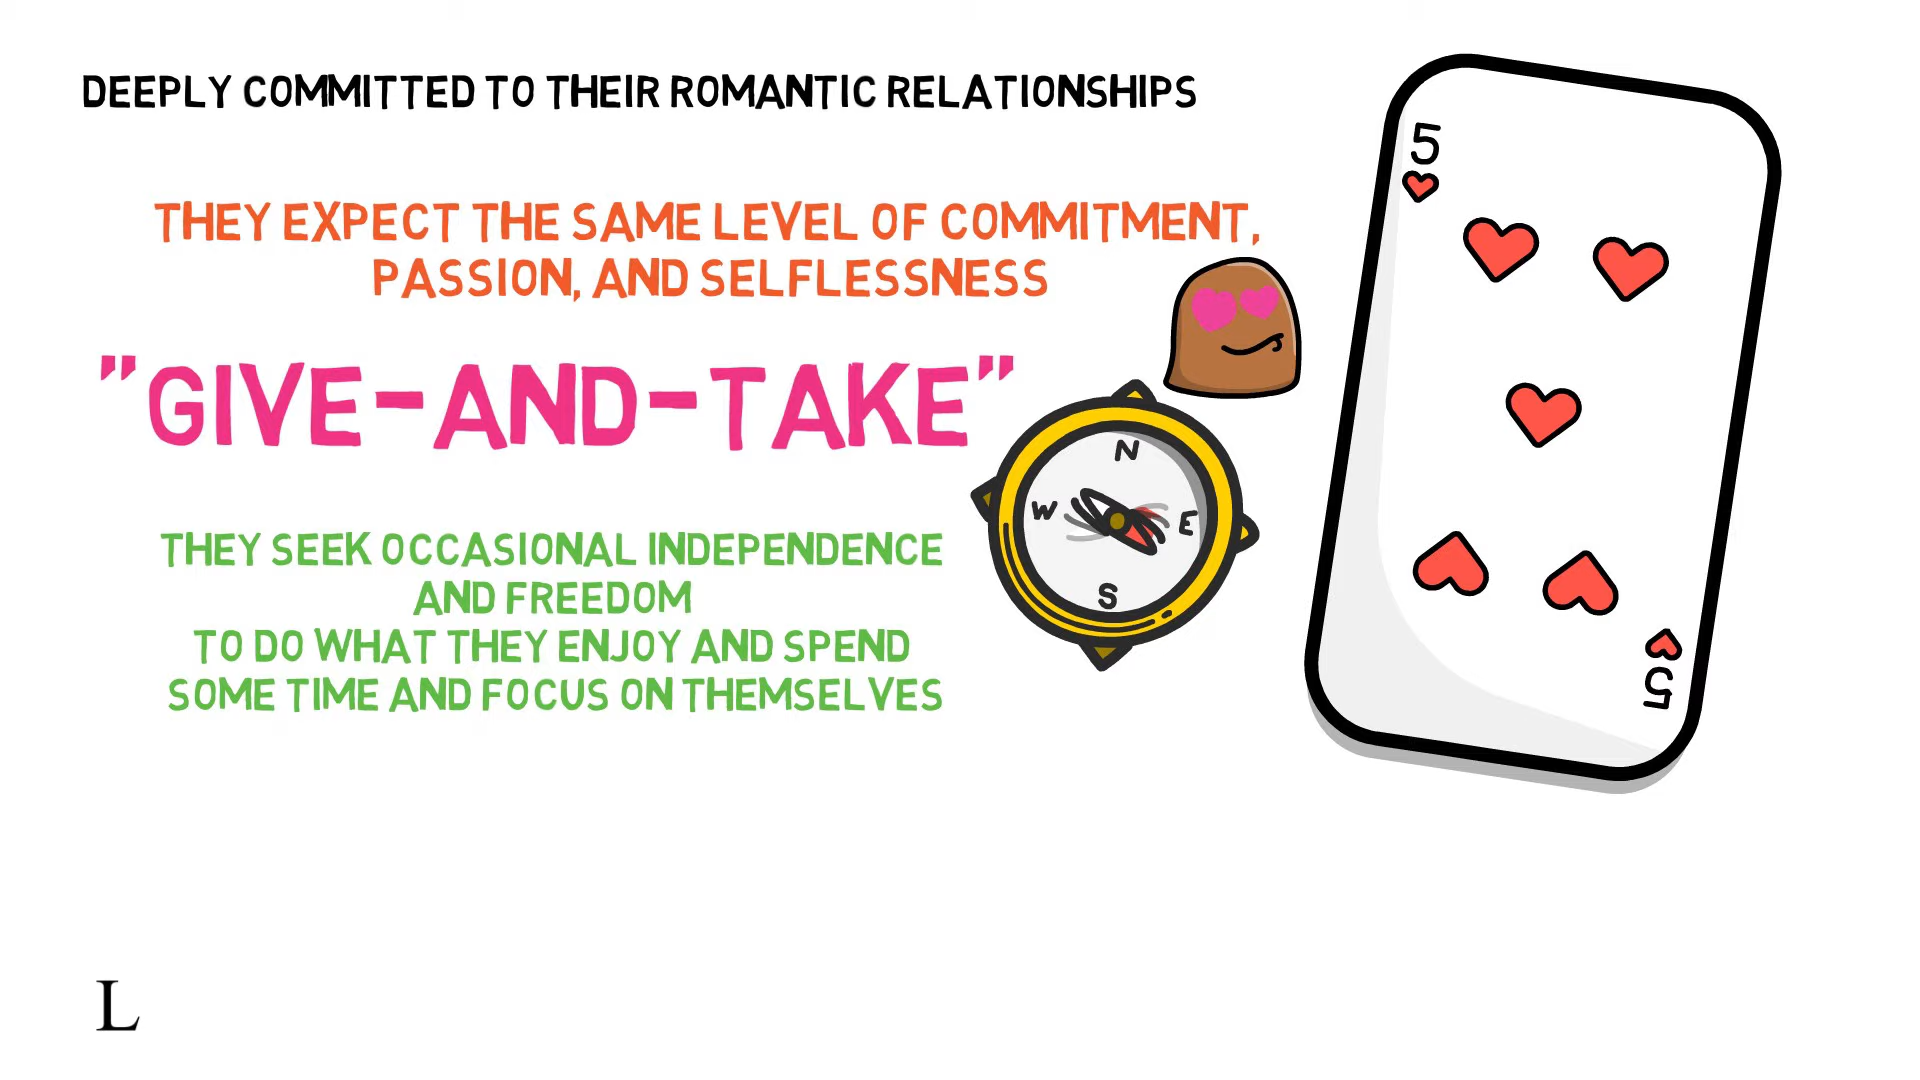 DEEPLY COMMITTED TO THEIR ROMANTIC RELATIONSHIPS
THEY EXPECT THE SAME LEVEL OF COMMITMENT,
PASSION, AND SELFLESSNESS
"GIVE-AND-TAKE"
THEY SEEK OCCASIONAL INDEPENDENCE
AND FREEDOM
TO DO WHAT THEY ENJOY AND SPEND
SOME TIME AND FOCUS ON THEMSELVES
N
W
E
S
5
5
L